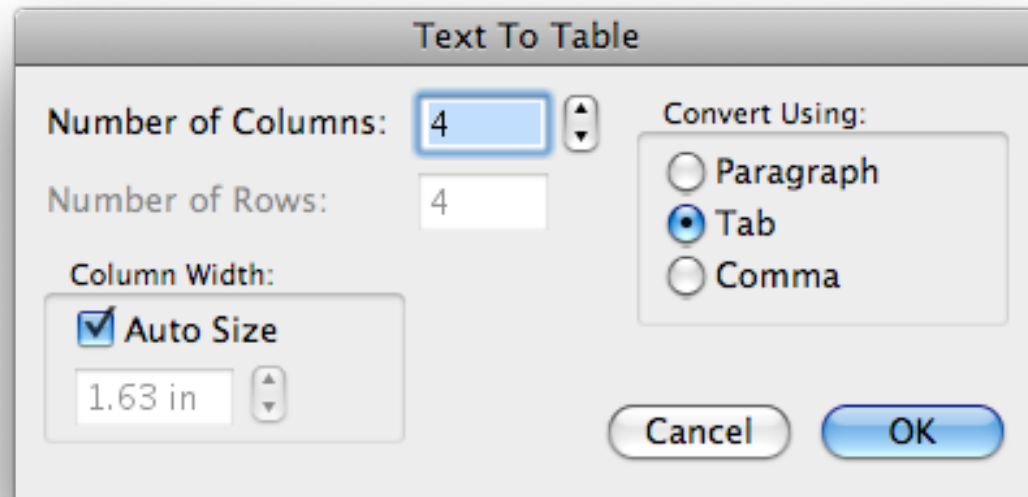 Text To Table
Number of Columns: 4
Number of Rows: 4
Column Width:
Auto Size
1.63 in
Convert Using:
Paragraph
Tab
Comma
Cancel OK